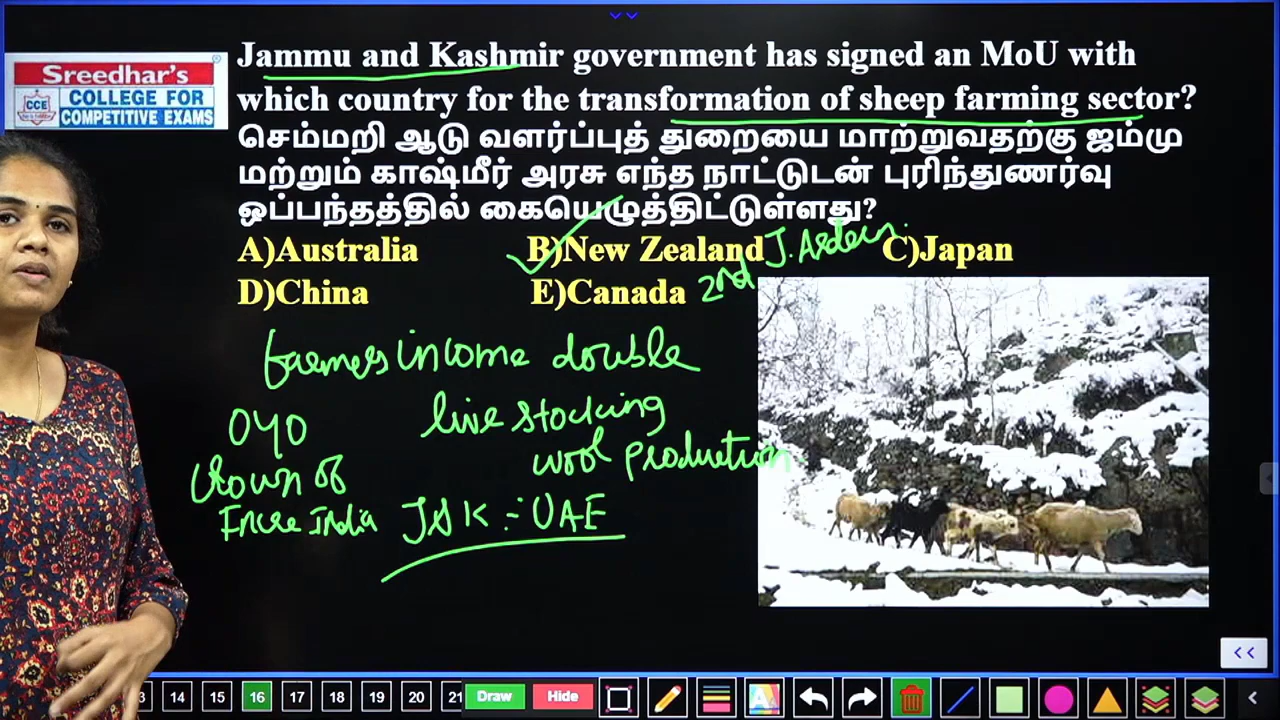 Sreedhar's
CCE
COLLEGE FOR
COMPETITIVE EXAMS
Jammu and Kashmir government has signed an MoU with
which country for the transformation of sheep farming sector?
செம்மறி ஆடு வளர்ப்புத் துறையை மாற்றுவதற்கு ஜம்மு
மற்றும் காஷ்மீர் அரசு எந்த நாட்டுடன் புரிந்துணர்வு
ஒப்பந்தத்தில் கையெழுத்திட்டுள்ளது?
A)Australia B)New Zealand J. Ardern. C)Japan
D)China E)Canada 2nd
farmers income double
OYO live stocking
Crown of wool production.
Incre India J&K :- UAE
<<
14 15 16 17 18 19 20 21 Draw Hide